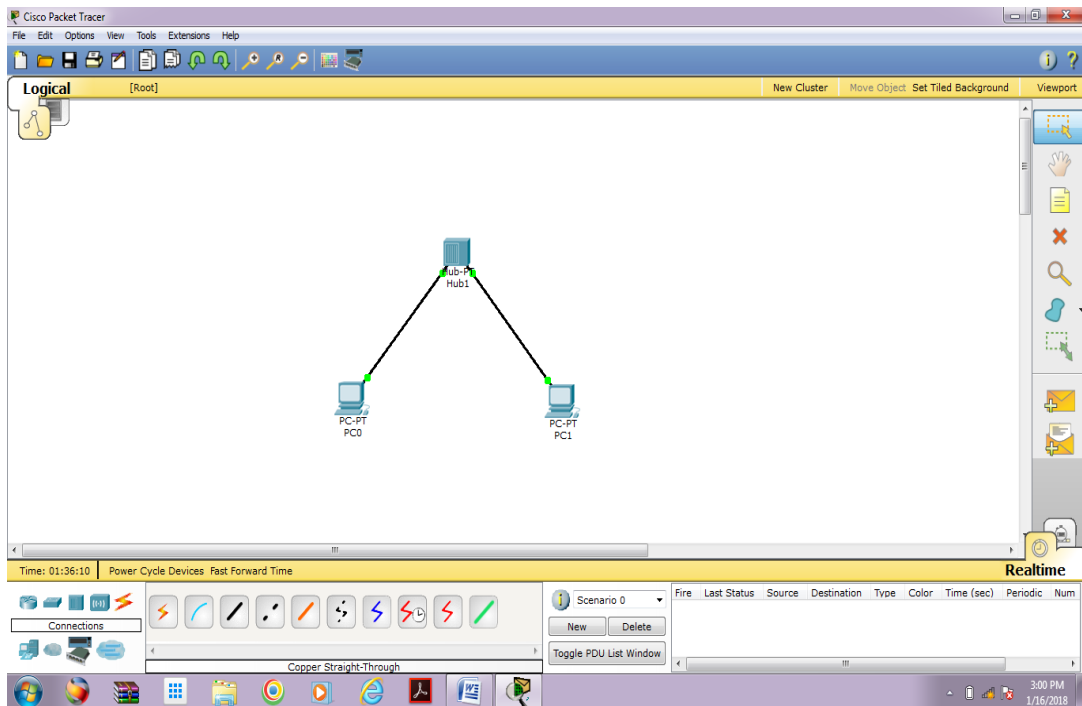 Cisco Packet Tracer
File Edit Options View Tools Extensions Help
Logical [Root] New Cluster Move Object Set Tiled Background Viewport
Hub-PT
Hub1
PC-PT
PC0
PC-PT
PC1
Time: 01:36:10 Power Cycle Devices Fast Forward Time Realtime
Connections
Copper Straight-Through
Scenario 0
New Delete
Toggle PDU List Window
Fire Last Status Source Destination Type Color Time (sec) Periodic Num
3:00 PM
1/16/2018